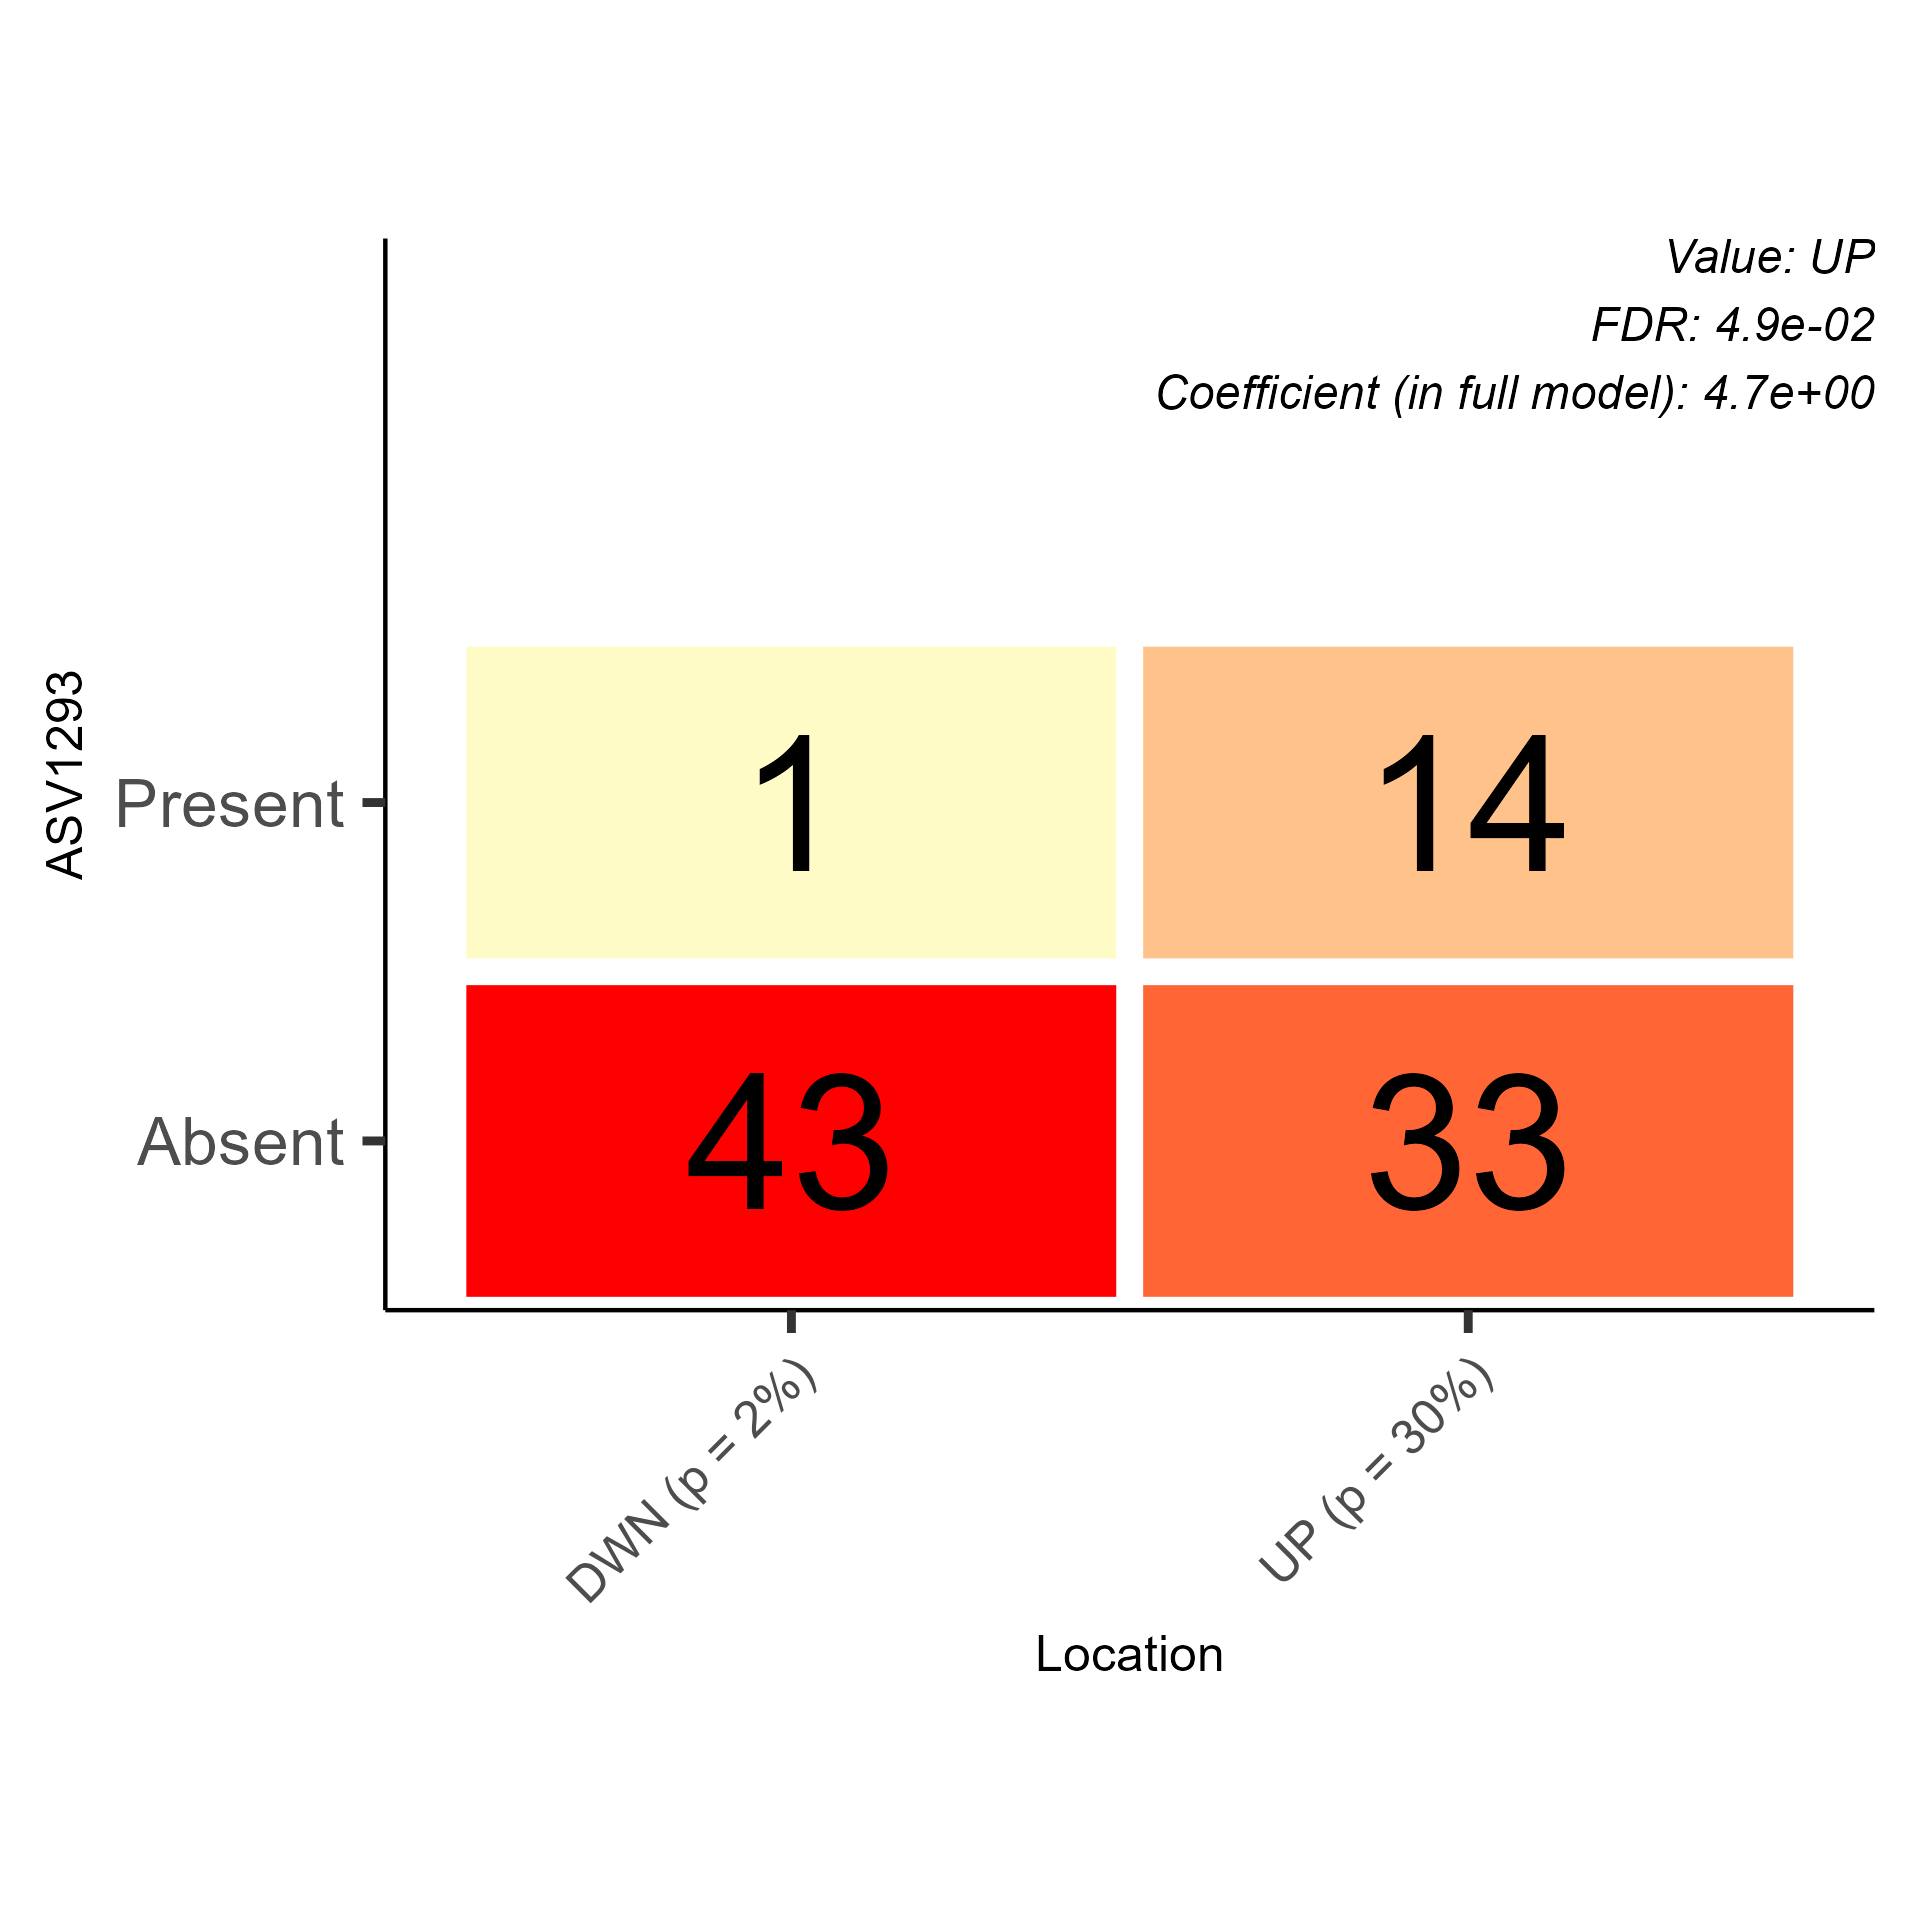 Value: UP
FDR: 4.9e-02
Coefficient (in full model): 4.7e+00
ASV1293
Present
1
14
Absent
43
33
DWN (p = 2%)
UP (p = 30%)
Location